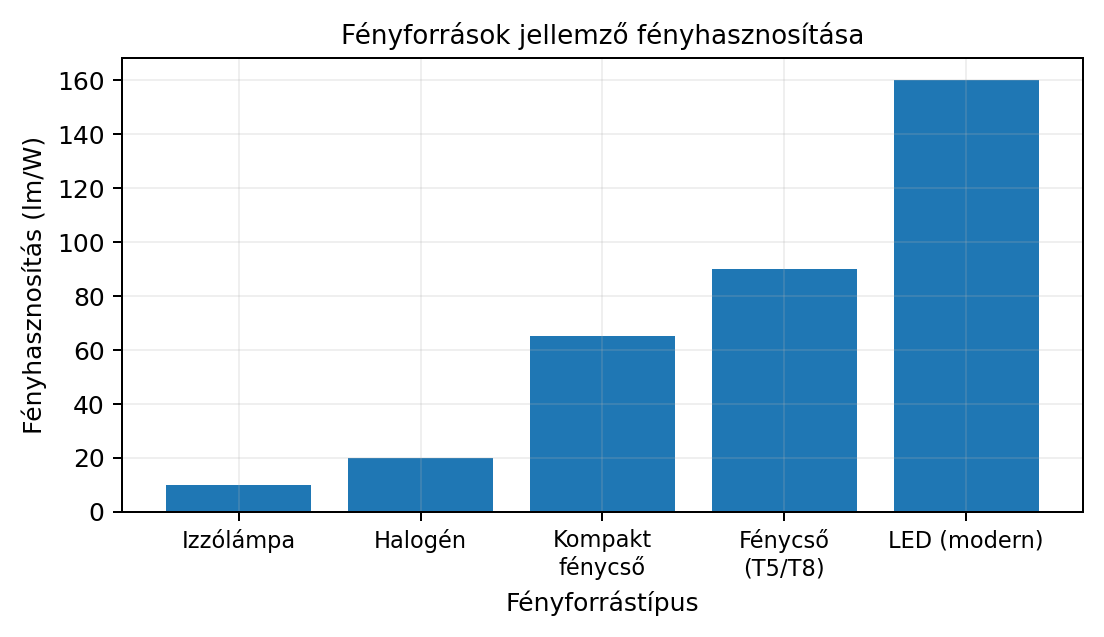 Fényforrások jellemző fényhasznosítása
Fényhasznosítás (lm/W)
160
140
120
100
80
60
40
20
0
Izzólámpa
Halogén
Kompakt
fénycső
Fénycső
(T5/T8)
LED (modern)
Fényforrástípus